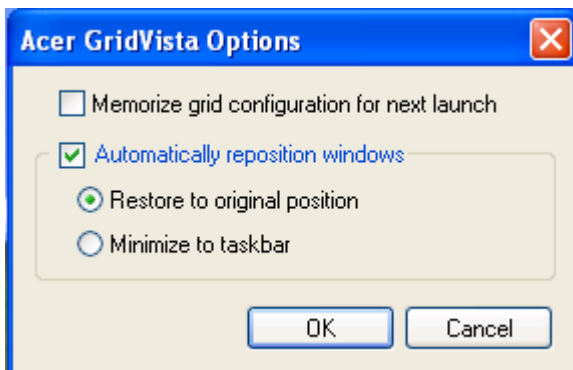 Acer GridVista Options
Memorize grid configuration for next launch
Automatically reposition windows
Restore to original position
Minimize to taskbar
OK Cancel